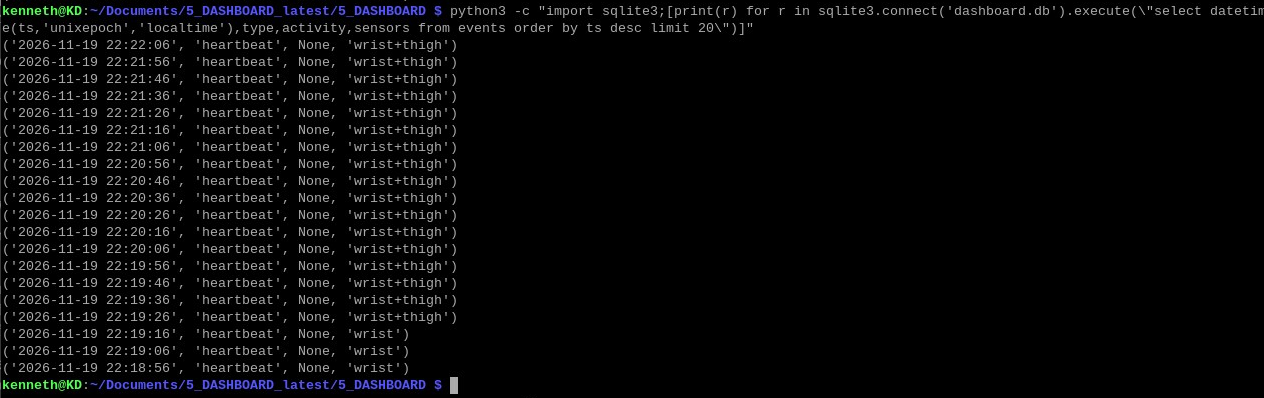 kenneth@KD:~/Documents/5_DASHBOARD_latest/5_DASHBOARD $ python3 -c "import sqlite3;[print(r) for r in sqlite3.connect('dashboard.db').execute(\"select datetim
e(ts,'unixepoch','localtime'),type,activity,sensors from events order by ts desc limit 20\")]"
('2026-11-19 22:22:06', 'heartbeat', None, 'wrist+thigh')
('2026-11-19 22:21:56', 'heartbeat', None, 'wrist+thigh')
('2026-11-19 22:21:46', 'heartbeat', None, 'wrist+thigh')
('2026-11-19 22:21:36', 'heartbeat', None, 'wrist+thigh')
('2026-11-19 22:21:26', 'heartbeat', None, 'wrist+thigh')
('2026-11-19 22:21:16', 'heartbeat', None, 'wrist+thigh')
('2026-11-19 22:21:06', 'heartbeat', None, 'wrist+thigh')
('2026-11-19 22:20:56', 'heartbeat', None, 'wrist+thigh')
('2026-11-19 22:20:46', 'heartbeat', None, 'wrist+thigh')
('2026-11-19 22:20:36', 'heartbeat', None, 'wrist+thigh')
('2026-11-19 22:20:26', 'heartbeat', None, 'wrist+thigh')
('2026-11-19 22:20:16', 'heartbeat', None, 'wrist+thigh')
('2026-11-19 22:20:06', 'heartbeat', None, 'wrist+thigh')
('2026-11-19 22:19:56', 'heartbeat', None, 'wrist+thigh')
('2026-11-19 22:19:46', 'heartbeat', None, 'wrist+thigh')
('2026-11-19 22:19:36', 'heartbeat', None, 'wrist+thigh')
('2026-11-19 22:19:26', 'heartbeat', None, 'wrist+thigh')
('2026-11-19 22:19:16', 'heartbeat', None, 'wrist')
('2026-11-19 22:19:06', 'heartbeat', None, 'wrist')
('2026-11-19 22:18:56', 'heartbeat', None, 'wrist')
kenneth@KD:~/Documents/5_DASHBOARD_latest/5_DASHBOARD $